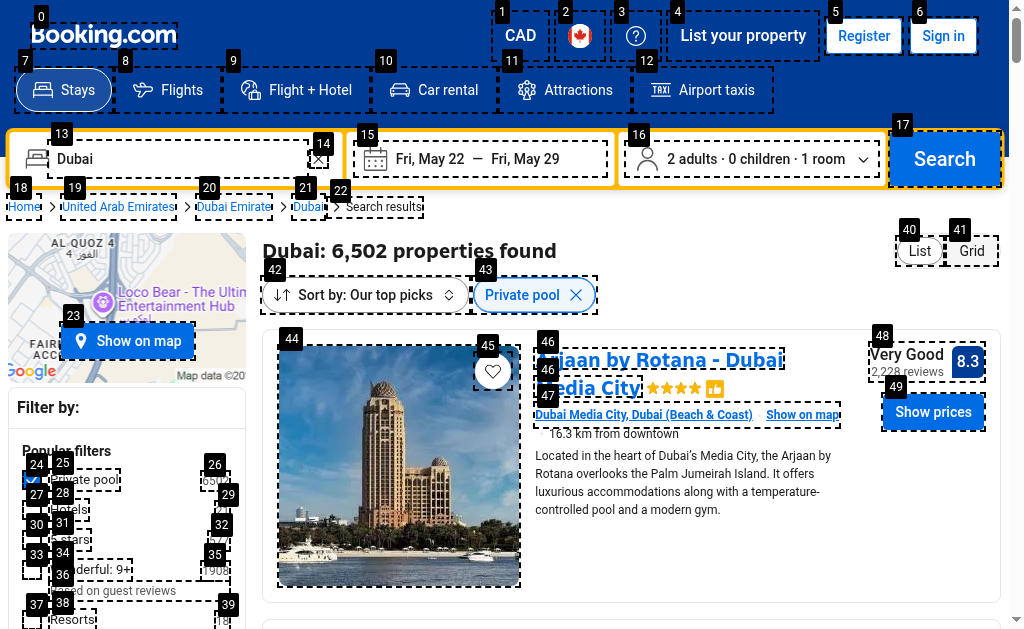 Booking.com
CAD
List your property
Register
Sign in
Stays
Flights
Flight + Hotel
Car rental
Attractions
Airport taxis
Dubai
Fri, May 22 — Fri, May 29
2 adults · 0 children · 1 room
Search
Home
United Arab Emirates
Dubai Emirate
Dubai
Search results
AL QUOZ 4
القوز 4
Loco Bear - The Ultim
Entertainment Hub
Show on map
Google
Map data ©20
Filter by:
Popular filters
Private pool
6502
Hotels
5 stars
577
Wonderful: 9+
1908
Based on guest reviews
Resorts
18
Dubai: 6,502 properties found
List
Grid
Sort by: Our top picks
Private pool
Arjaan by Rotana - Dubai
Media City
Dubai Media City, Dubai (Beach & Coast)
Show on map
16.3 km from downtown
Located in the heart of Dubai's Media City, the Arjaan by
Rotana overlooks the Palm Jumeirah Island. It offers
luxurious accommodations along with a temperature-
controlled pool and a modern gym.
Very Good
2,228 reviews
8.3
Show prices
0
1
2
3
4
5
6
7
8
9
10
11
12
13
14
15
16
17
18
19
20
21
22
23
24
25
26
27
28
29
30
31
32
33
34
35
36
37
38
39
40
41
42
43
44
45
46
46
47
48
49